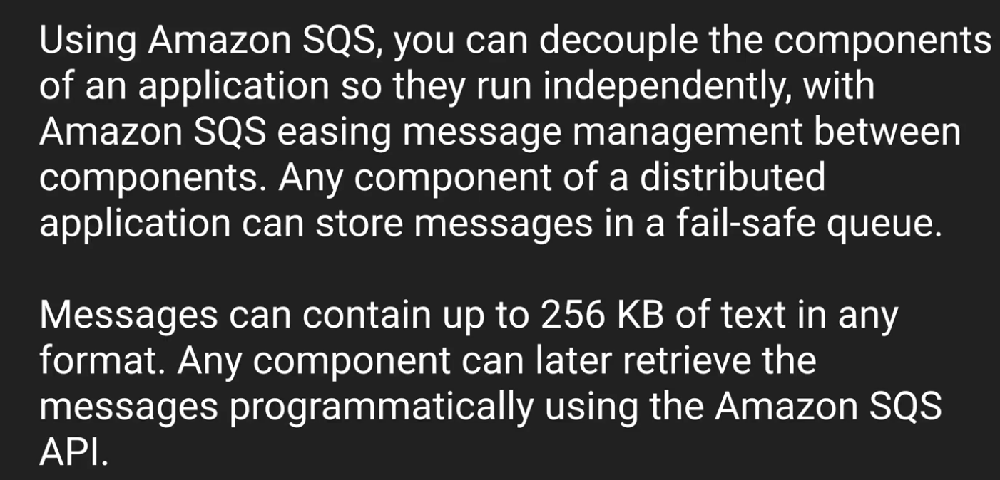 Using Amazon SQS, you can decouple the components
of an application so they run independently, with
Amazon SQS easing message management between
components. Any component of a distributed
application can store messages in a fail-safe queue.
Messages can contain up to 256 KB of text in any
format. Any component can later retrieve the
messages programmatically using the Amazon SQS
API.